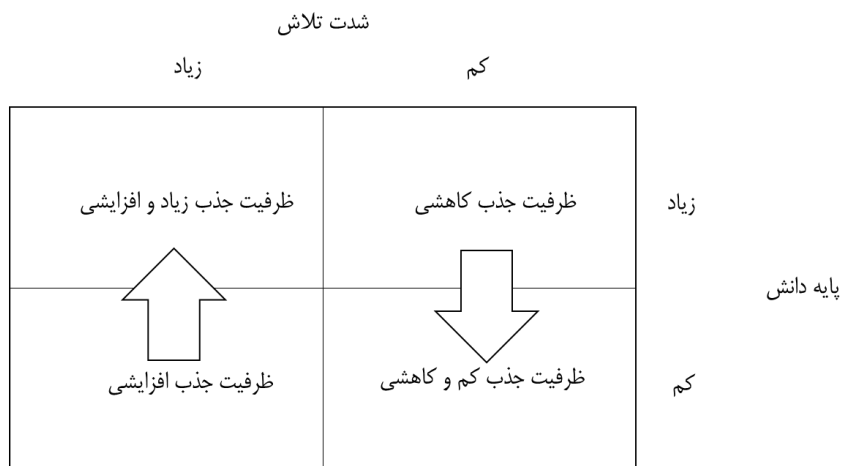 شدت تلاش
کم زیاد
زیاد ظرفیت جذب کاهشی ظرفیت جذب زیاد و افزایشی
پایه دانش
کم ظرفیت جذب کم و کاهشی ظرفیت جذب افزایشی